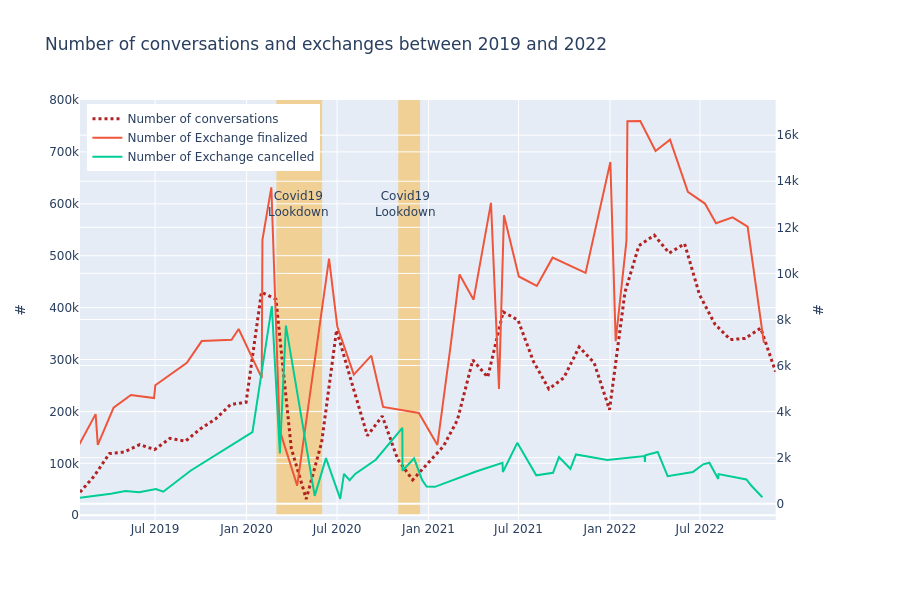 Number of conversations and exchanges between 2019 and 2022
Number of conversations
Number of Exchange finalized
Number of Exchange cancelled
Covid19
Lookdown
Covid19
Lookdown
800k
700k
600k
500k
400k
300k
200k
100k
0
#
16k
14k
12k
10k
8k
6k
4k
2k
0
#
Jul 2019
Jan 2020
Jul 2020
Jan 2021
Jul 2021
Jan 2022
Jul 2022